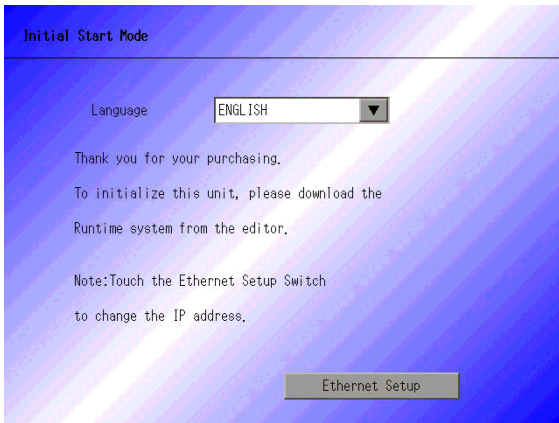 Initial Start Mode
Language
ENGLISH
Thank you for your purchasing.
To initialize this unit, please download the
Runtime system from the editor.
Note:Touch the Ethernet Setup Switch
to change the IP address.
Ethernet Setup